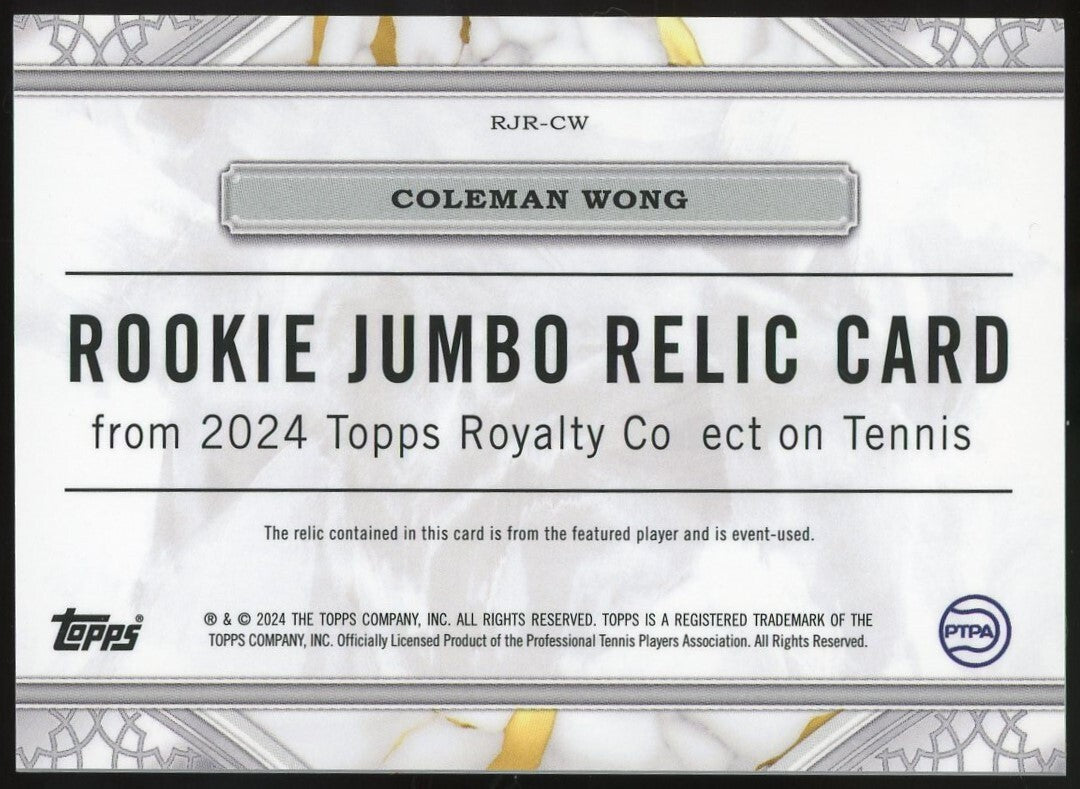 RJR-CW
COLEMAN WONG
ROOKIE JUMBO RELIC CARD
from 2024 Topps Royalty Co  ect on Tennis
The relic contained in this card is from the featured player and is event-used.
topps®
® & © 2024 THE TOPPS COMPANY, INC. ALL RIGHTS RESERVED. TOPPS IS A REGISTERED TRADEMARK OF THE
TOPPS COMPANY, INC. Officially Licensed Product of the Professional Tennis Players Association. All Rights Reserved.
PTPA